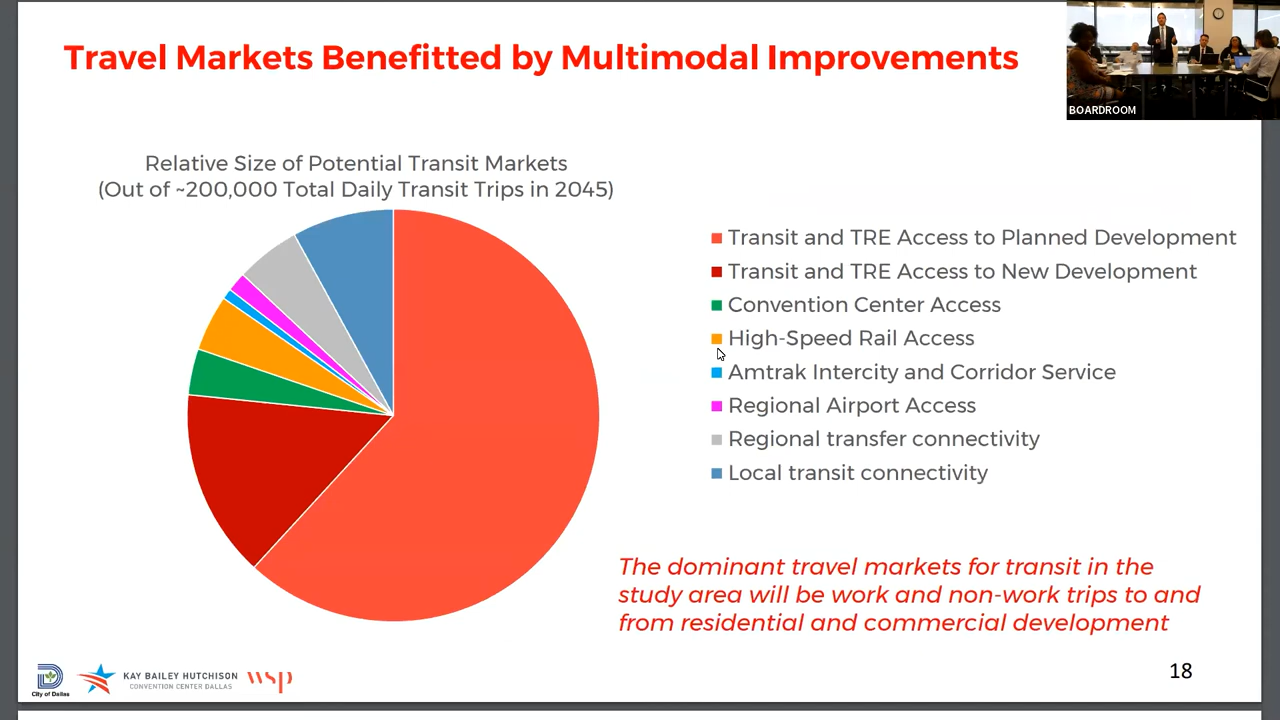 Travel Markets Benefitted by Multimodal Improvements
BOARDROOM
Relative Size of Potential Transit Markets
(Out of ~200,000 Total Daily Transit Trips in 2045)
Transit and TRE Access to Planned Development
Transit and TRE Access to New Development
Convention Center Access
High-Speed Rail Access
Amtrak Intercity and Corridor Service
Regional Airport Access
Regional transfer connectivity
Local transit connectivity
The dominant travel markets for transit in the
study area will be work and non-work trips to and
from residential and commercial development
City of Dallas
KAY BAILEY HUTCHISON
CONVENTION CENTER DALLAS
wsp
18